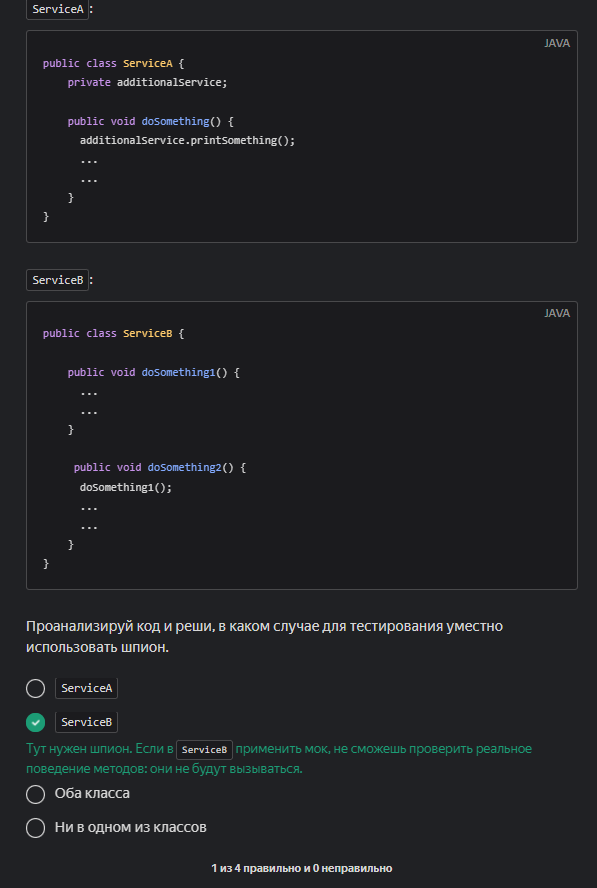 ServiceA:
JAVA
public class ServiceA {
    private additionalService;

    public void doSomething() {
      additionalService.printSomething();
      ...
      ...
    }
}
ServiceB:
JAVA
public class ServiceB {

    public void doSomething1() {
      ...
      ...
    }

     public void doSomething2() {
      doSomething1();
      ...
      ...
    }
}
Проанализируй код и реши, в каком случае для тестирования уместно
использовать шпион.
ServiceA
ServiceB
Тут нужен шпион. Если в ServiceB применить мок, не сможешь проверить реальное
поведение методов: они не будут вызываться.
Оба класса
Ни в одном из классов
1 из 4 правильно и 0 неправильно